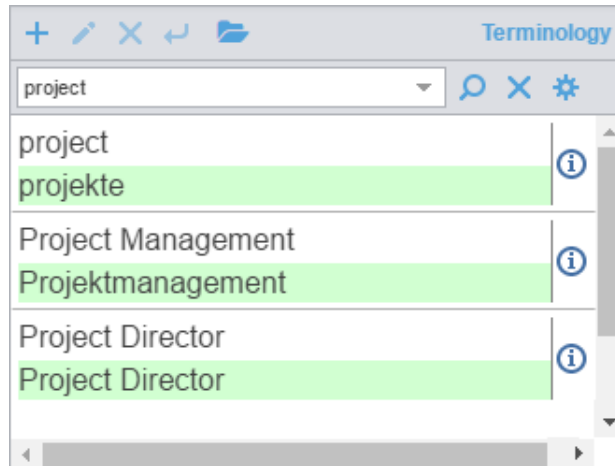 Terminology
project
project
projekte
Project Management
Projektmanagement
Project Director
Project Director